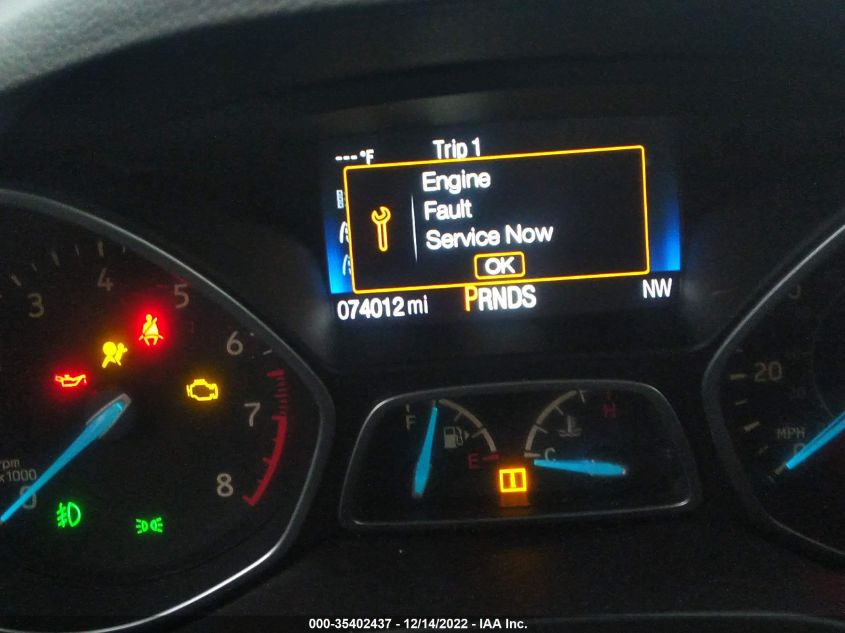 ---°F Trip 1
Engine
Fault
Service Now
OK
074012 mi PRNDS NW
3 4 5 6 7 8
x1000
0
F E
C H
20
MPH
000-35402437 - 12/14/2022 - IAA Inc.